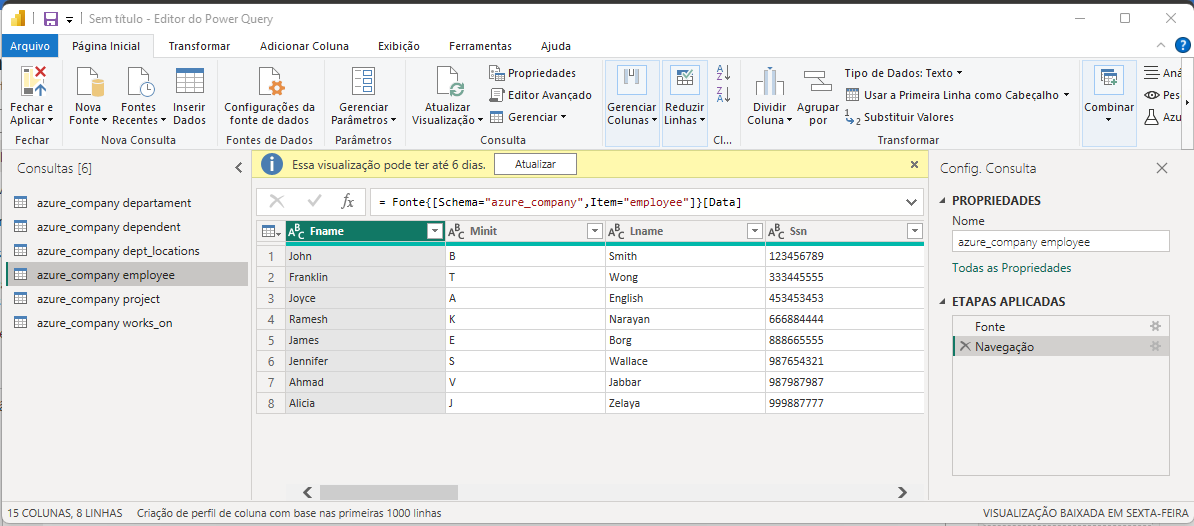 Sem título - Editor do Power Query
Arquivo Página Inicial Transformar Adicionar Coluna Exibição Ferramentas Ajuda
Fechar e Aplicar
Fechar
Nova Fonte
Fontes Recentes
Inserir Dados
Nova Consulta
Configurações da fonte de dados
Fontes de Dados
Gerenciar Parâmetros
Parâmetros
Atualizar Visualização
Propriedades
Editor Avançado
Gerenciar
Consulta
Gerenciar Colunas
Reduzir Linhas
Cl...
Dividir Coluna
Agrupar por
Tipo de Dados: Texto
Usar a Primeira Linha como Cabeçalho
Substituir Valores
Transformar
Combinar
Aná
Pes
Azu
Consultas [6]
azure_company departament
azure_company dependent
azure_company dept_locations
azure_company employee
azure_company project
azure_company works_on
Essa visualização pode ter até 6 dias. Atualizar
fx = Fonte{[Schema="azure_company",Item="employee"]}[Data]
Fname Minit Lname Ssn
1 John B Smith 123456789
2 Franklin T Wong 333445555
3 Joyce A English 453453453
4 Ramesh K Narayan 666884444
5 James E Borg 888665555
6 Jennifer S Wallace 987654321
7 Ahmad V Jabbar 987987987
8 Alicia J Zelaya 999887777
Config. Consulta
PROPRIEDADES
Nome
azure_company employee
Todas as Propriedades
ETAPAS APLICADAS
Fonte
Navegação
15 COLUNAS, 8 LINHAS Criação de perfil de coluna com base nas primeiras 1000 linhas
VISUALIZAÇÃO BAIXADA EM SEXTA-FEIRA